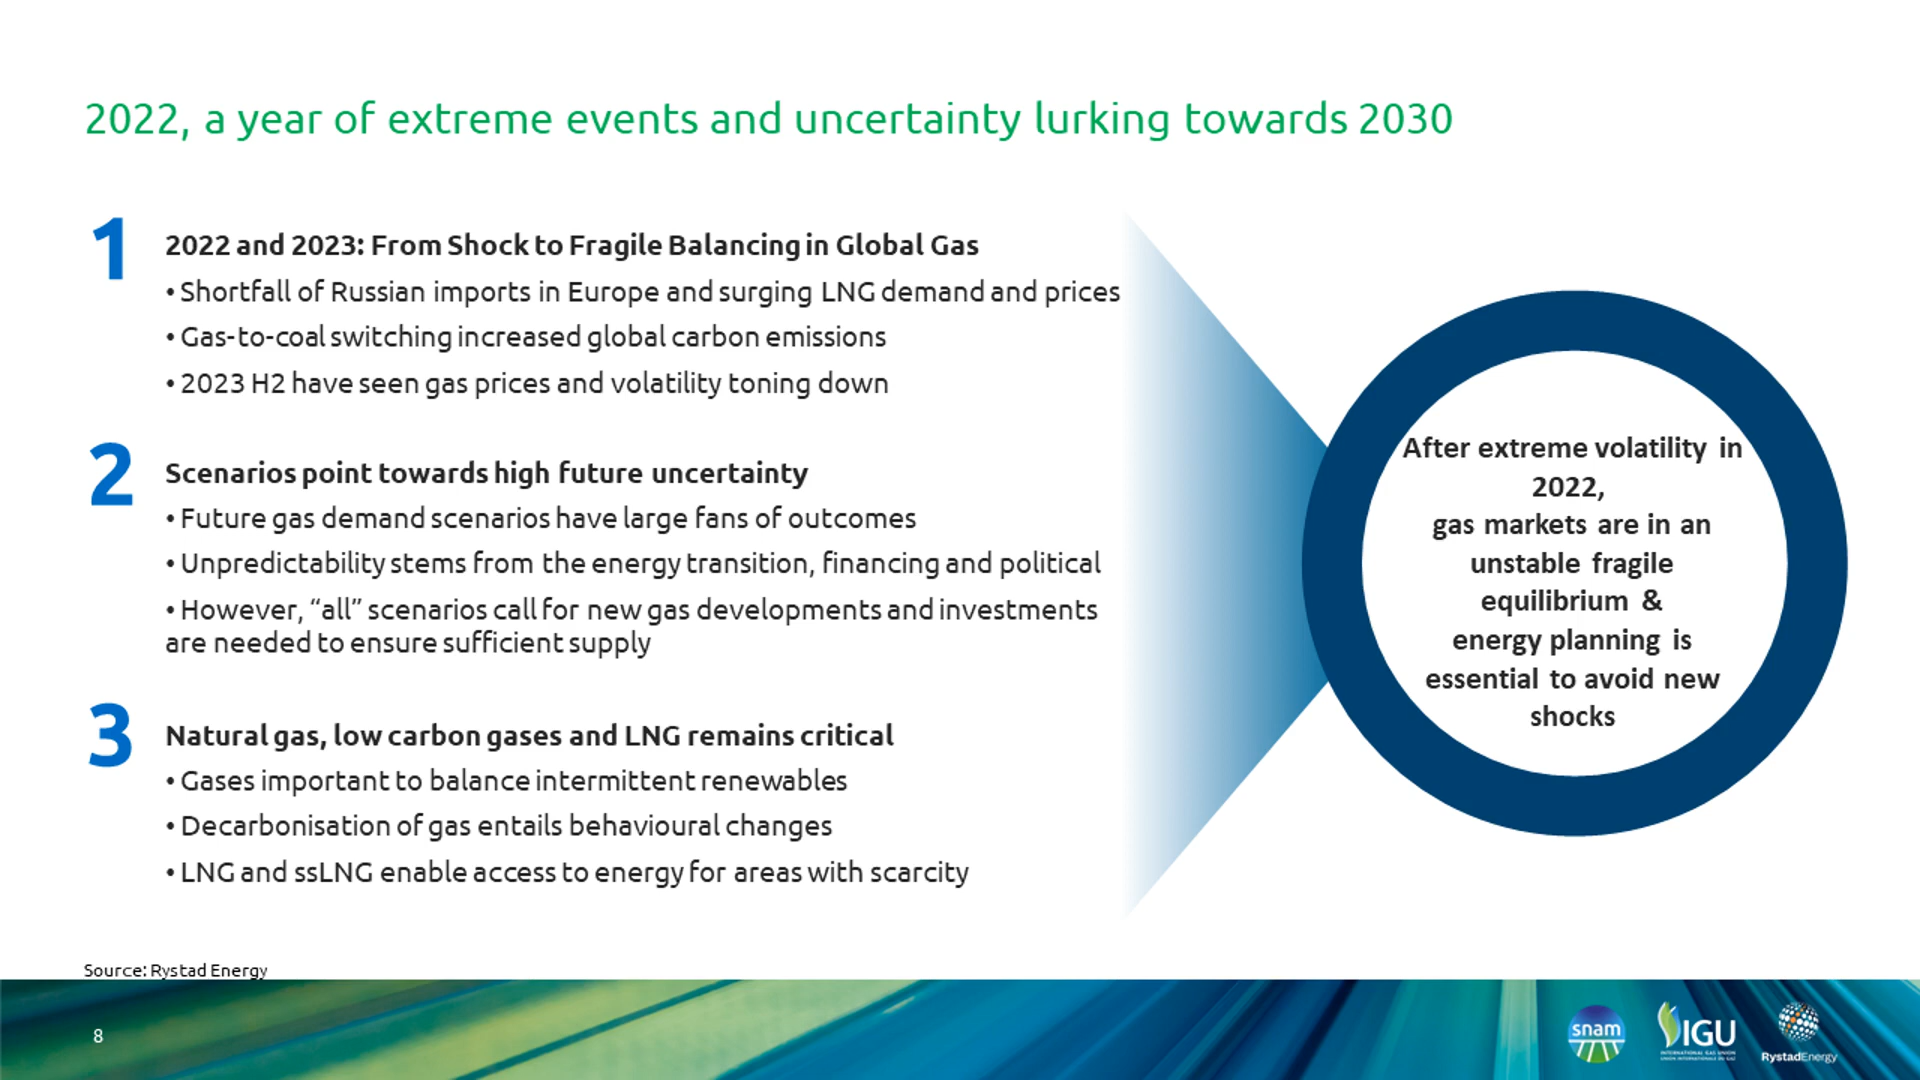 2022, a year of extreme events and uncertainty lurking towards 2030
1
2022 and 2023: From Shock to Fragile Balancing in Global Gas
• Shortfall of Russian imports in Europe and surging LNG demand and prices
• Gas-to-coal switching increased global carbon emissions
• 2023 H2 have seen gas prices and volatility toning down
2
Scenarios point towards high future uncertainty
• Future gas demand scenarios have large fans of outcomes
• Unpredictability stems from the energy transition, financing and political
• However, “all” scenarios call for new gas developments and investments
are needed to ensure sufficient supply
3
Natural gas, low carbon gases and LNG remains critical
• Gases important to balance intermittent renewables
• Decarbonisation of gas entails behavioural changes
• LNG and ssLNG enable access to energy for areas with scarcity
After extreme volatility in
2022,
gas markets are in an
unstable fragile
equilibrium &
energy planning is
essential to avoid new
shocks
Source: Rystad Energy
8
snam
IGU
INTERNATIONAL GAS UNION
UNION INTERNATIONALE DU GAZ
RystadEnergy